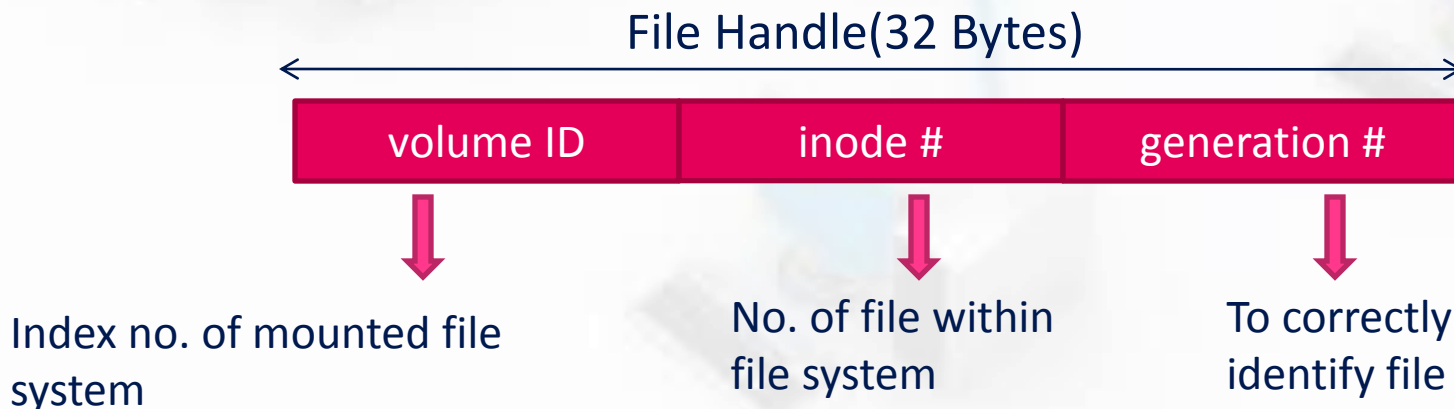 File Handle(32 Bytes)
volume ID
inode #
generation #
Index no. of mounted file
system
No. of file within
file system
To correctly
identify file